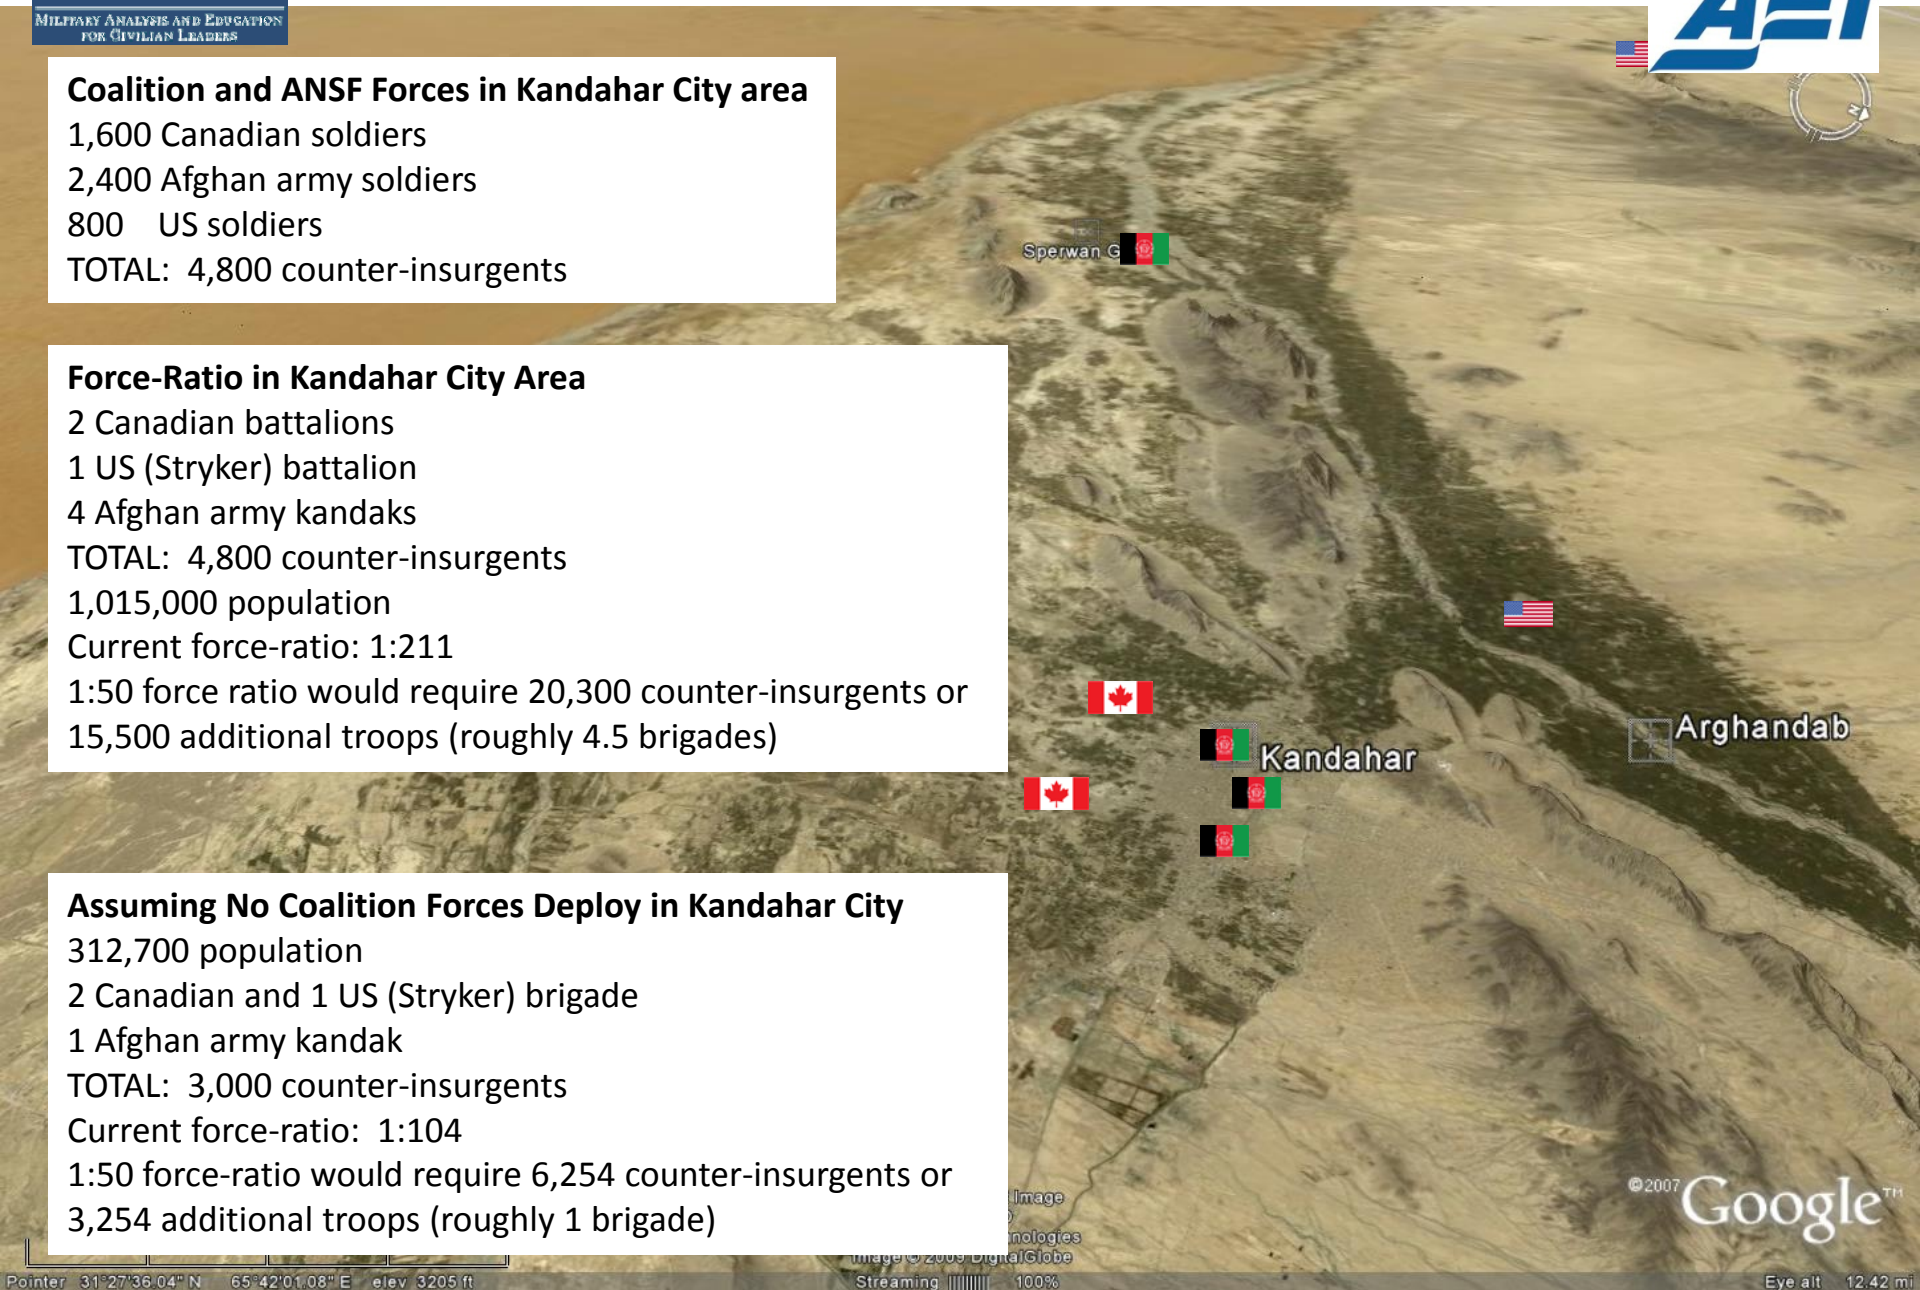 MILITARY ANALYSIS AND EDUCATION
FOR CIVILIAN LEADERS
AEI
Coalition and ANSF Forces in Kandahar City area
1,600 Canadian soldiers
2,400 Afghan army soldiers
800 US soldiers
TOTAL: 4,800 counter-insurgents
Sperwan G
Force-Ratio in Kandahar City Area
2 Canadian battalions
1 US (Stryker) battalion
4 Afghan army kandaks
TOTAL: 4,800 counter-insurgents
1,015,000 population
Current force-ratio: 1:211
1:50 force ratio would require 20,300 counter-insurgents or
15,500 additional troops (roughly 4.5 brigades)
Arghandab
Kandahar
Assuming No Coalition Forces Deploy in Kandahar City
312,700 population
2 Canadian and 1 US (Stryker) brigade
1 Afghan army kandak
TOTAL: 3,000 counter-insurgents
Current force-ratio: 1:104
1:50 force-ratio would require 6,254 counter-insurgents or
3,254 additional troops (roughly 1 brigade)
N
Image
nologies
Image © 2009 DigitalGlobe
©2007 Google™
Pointer 31°27'36.04" N 65°42'01.08" E elev 3205 ft
Streaming 100%
Eye alt 12.42 mi